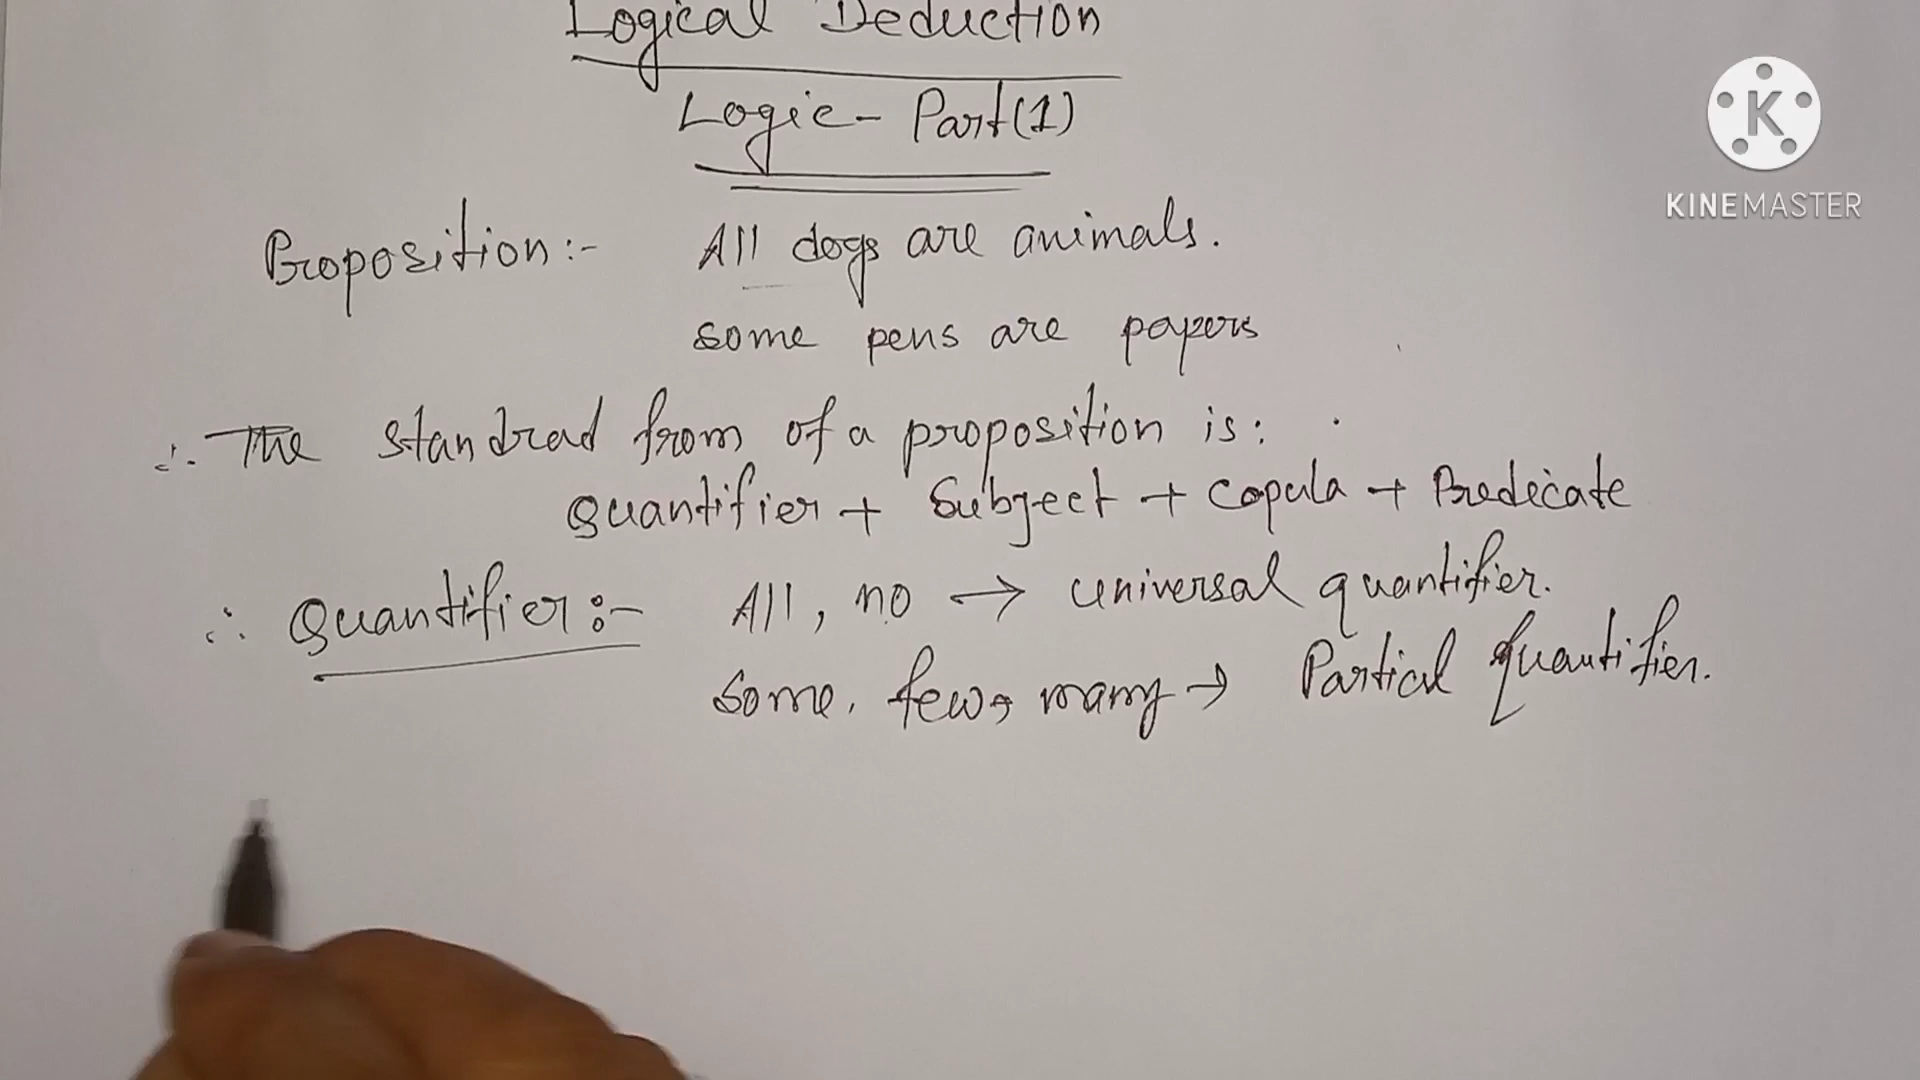 Logical Deduction
Logic - Part (1)
K
KINEMASTER
Proposition :- All dogs are animals.
some pens are papers
∴ The standrad from of a proposition is:
Quantifier + Subject + Copula + Predicate
∴ Quantifier :- All, no → universal quantifier.
Some, few, many → Partial quantifier.